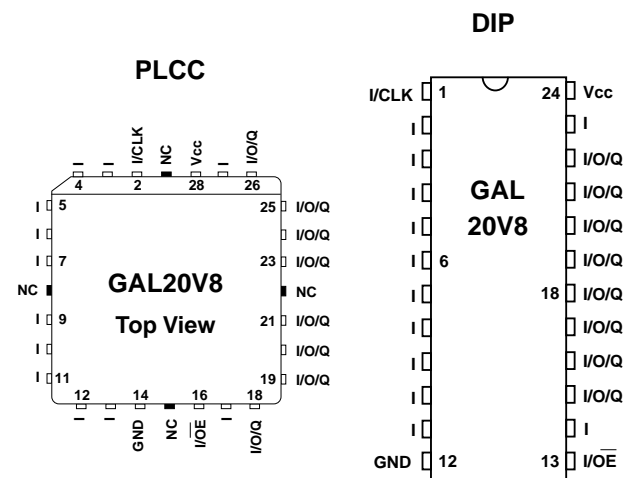 DIP
PLCC
I/CLK 1 24 Vcc
I I
I I/O/Q
I GAL I/O/Q
I 20V8 I/O/Q
I 6 I/O/Q
I 18 I/O/Q
I I/O/Q
I I/O/Q
I I/O/Q
I I
GND 12 13 I/O̅E̅
I I I/CLK NC Vcc I I/O/Q
4 2 28 26
I 5 25 I/O/Q
I I/O/Q
I 7 23 I/O/Q
NC GAL20V8 NC
I 9 Top View 21 I/O/Q
I I/O/Q
I 11 19 I/O/Q
12 14 16 18
I I GND NC I/O̅E̅ I I/O/Q